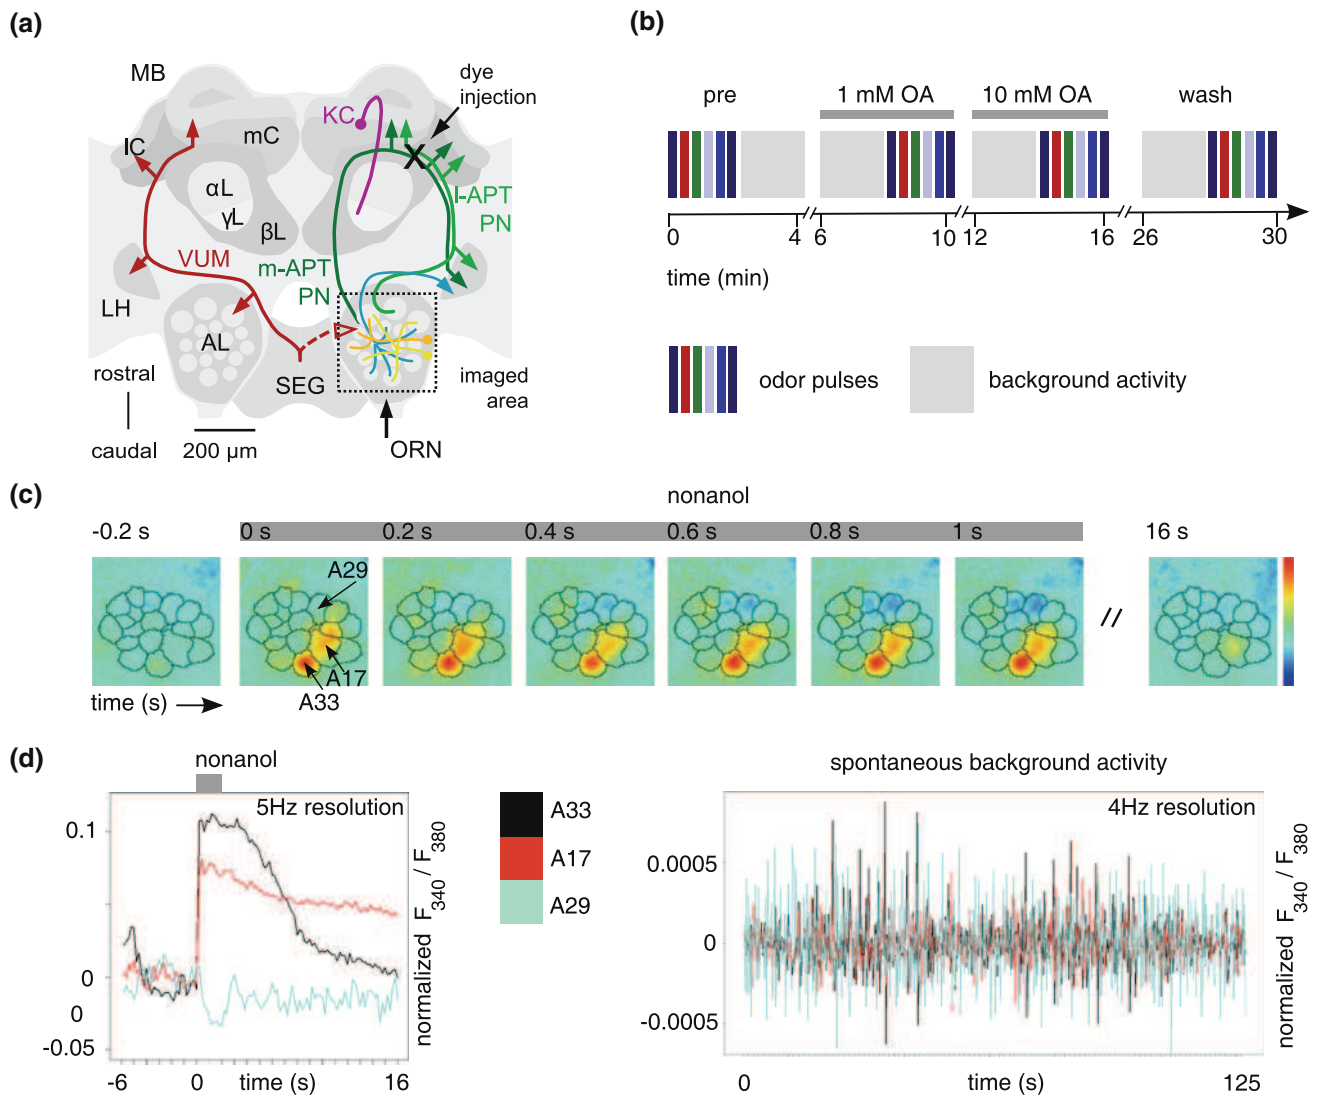 (a)
MB
dye
injection
KC
IC
mC
αL
γL
βL
l-APT
PN
VUM
m-APT
PN
LH
AL
SEG
rostral
caudal
200 µm
imaged
area
ORN
(b)
pre
1 mM OA
10 mM OA
wash
0
4
6
10
12
16
26
30
time (min)
odor pulses
background activity
(c)
nonanol
-0.2 s
0 s
0.2 s
0.4 s
0.6 s
0.8 s
1 s
16 s
A29
A17
A33
//
time (s)
(d)
nonanol
5Hz resolution
0.1
0
0
-0.05
-6
0
time (s)
16
normalized F340 / F380
A33
A17
A29
spontaneous background activity
4Hz resolution
0.0005
0
-0.0005
0
time (s)
125
normalized F340 / F380